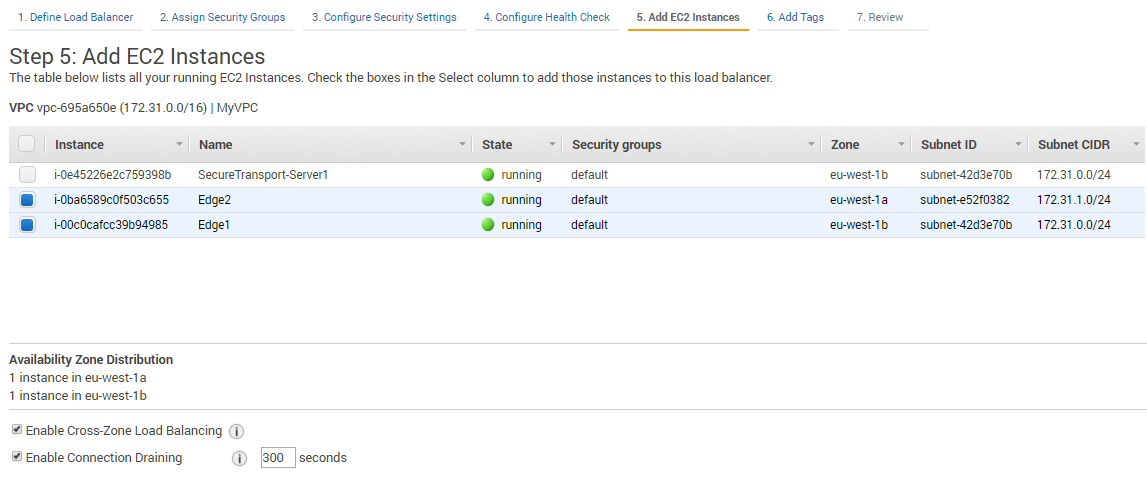 1. Define Load Balancer 2. Assign Security Groups 3. Configure Security Settings 4. Configure Health Check 5. Add EC2 Instances 6. Add Tags 7. Review
Step 5: Add EC2 Instances
The table below lists all your running EC2 Instances. Check the boxes in the Select column to add those instances to this load balancer.
VPC vpc-695a650e (172.31.0.0/16) | MyVPC
Instance Name State Security groups Zone Subnet ID Subnet CIDR
i-0e45226e2c759398b SecureTransport-Server1 running default eu-west-1b subnet-42d3e70b 172.31.0.0/24
i-0ba6589c0f503c655 Edge2 running default eu-west-1a subnet-e52f0382 172.31.1.0/24
i-00c0cafcc39b94985 Edge1 running default eu-west-1b subnet-42d3e70b 172.31.0.0/24
Availability Zone Distribution
1 instance in eu-west-1a
1 instance in eu-west-1b
Enable Cross-Zone Load Balancing i
Enable Connection Draining i 300 seconds